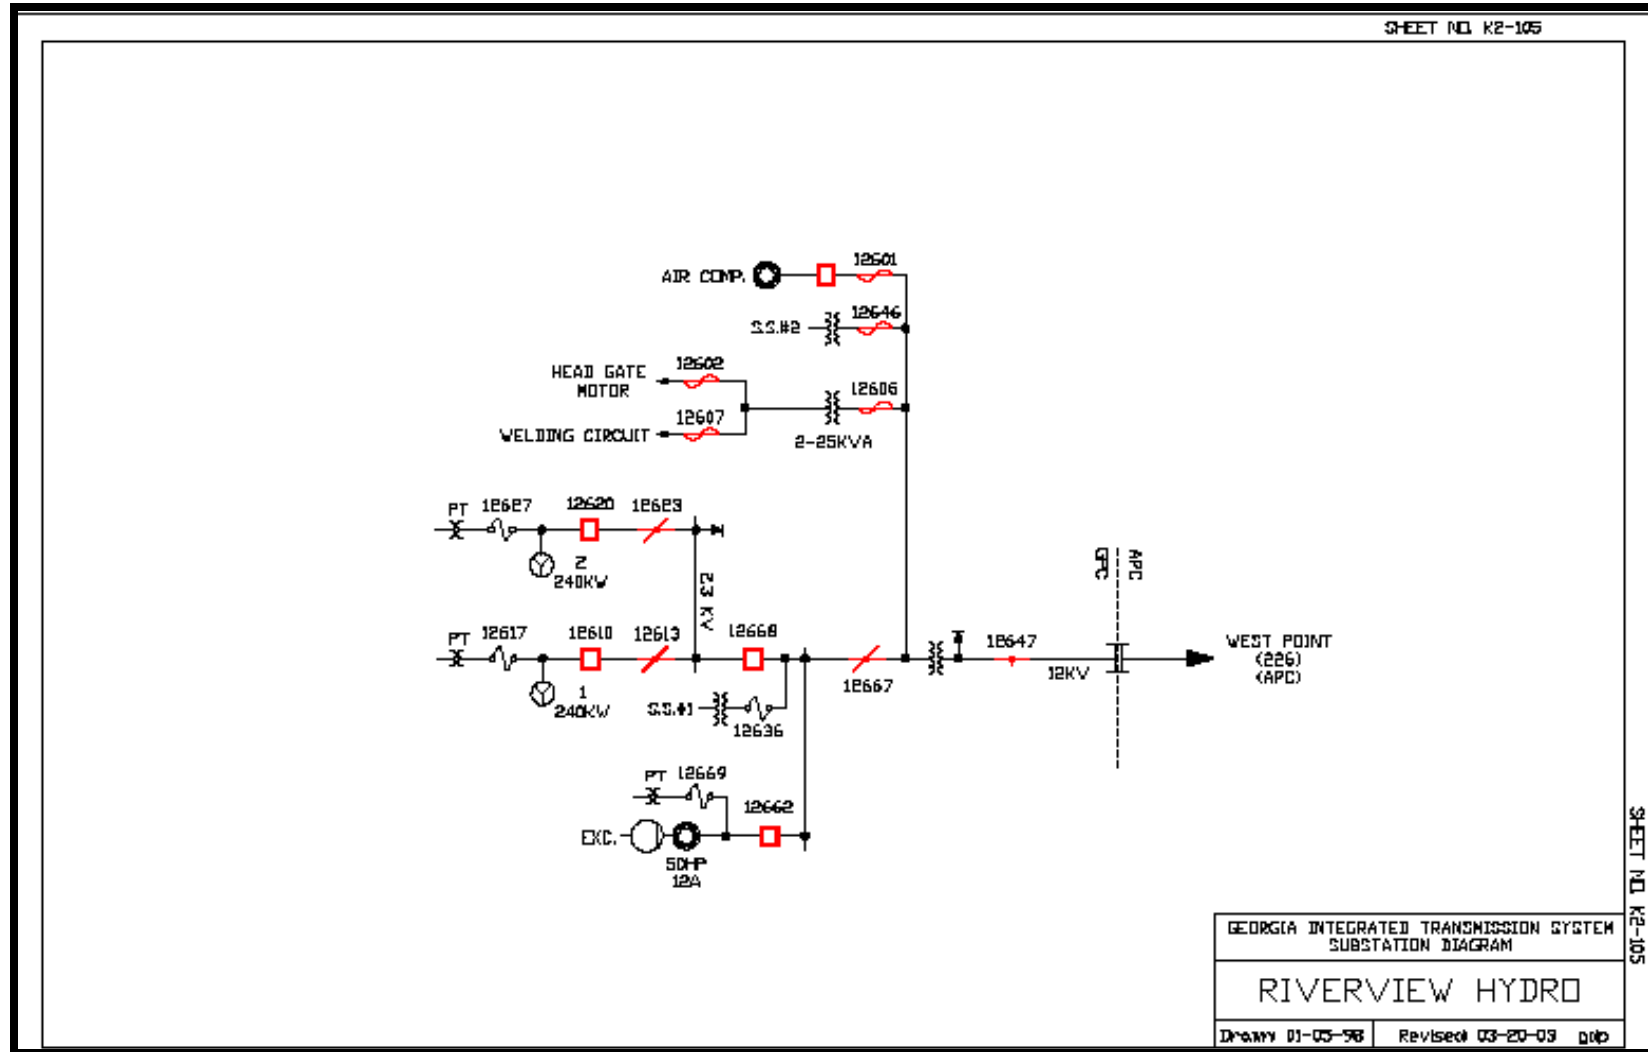 SHEET NO. K2-105
AIR COMP.
12601
S.S.#2
12646
HEAD GATE
MOTOR
12602
12606
WELDING CIRCUIT
12607
2-25KVA
PT
12627
12620
12623
2
240KW
2.3 KV
GPC
APC
PT
12617
12610
12613
12668
12667
12647
12KV
WEST POINT
(226)
(APC)
1
240KW
S.S.#1
12636
PT
12669
12662
EXC.
50HP
12A
SHEET NO. K2-105
GEORGIA INTEGRATED TRANSMISSION SYSTEM
SUBSTATION DIAGRAM
RIVERVIEW HYDRO
Drawn 01-05-98
Revised 03-20-03